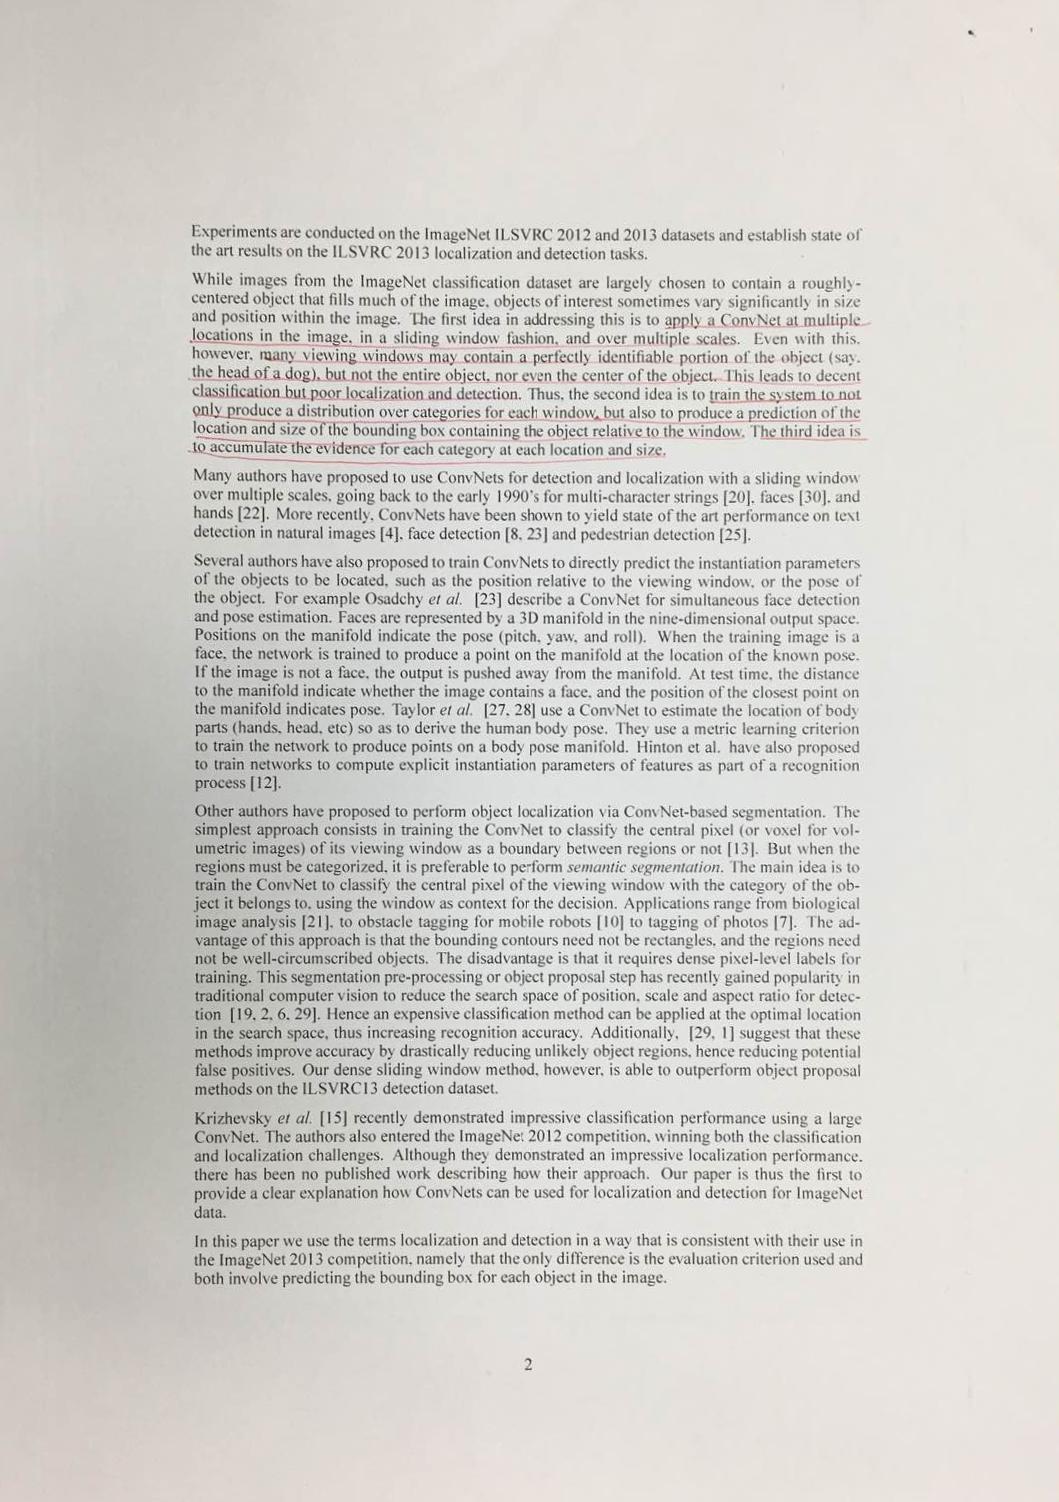 Experiments are conducted on the ImageNet ILSVRC 2012 and 2013 datasets and establish state of
the art results on the ILSVRC 2013 localization and detection tasks.
While images from the ImageNet classification dataset are largely chosen to contain a roughly-
centered object that fills much of the image, objects of interest sometimes vary significantly in size
and position within the image. The first idea in addressing this is to apply a ConvNet at multiple
locations in the image, in a sliding window fashion, and over multiple scales. Even with this,
however, many viewing windows may contain a perfectly identifiable portion of the object (say,
the head of a dog), but not the entire object, nor even the center of the object. This leads to decent
classification but poor localization and detection. Thus, the second idea is to train the system to not
only produce a distribution over categories for each window, but also to produce a prediction of the
location and size of the bounding box containing the object relative to the window. The third idea is
to accumulate the evidence for each category at each location and size.
Many authors have proposed to use ConvNets for detection and localization with a sliding window
over multiple scales, going back to the early 1990's for multi-character strings [20], faces [30], and
hands [22]. More recently, ConvNets have been shown to yield state of the art performance on text
detection in natural images [4], face detection [8, 23] and pedestrian detection [25].
Several authors have also proposed to train ConvNets to directly predict the instantiation parameters
of the objects to be located, such as the position relative to the viewing window, or the pose of
the object. For example Osadchy et al. [23] describe a ConvNet for simultaneous face detection
and pose estimation. Faces are represented by a 3D manifold in the nine-dimensional output space.
Positions on the manifold indicate the pose (pitch, yaw, and roll). When the training image is a
face, the network is trained to produce a point on the manifold at the location of the known pose.
If the image is not a face, the output is pushed away from the manifold. At test time, the distance
to the manifold indicate whether the image contains a face, and the position of the closest point on
the manifold indicates pose. Taylor et al. [27, 28] use a ConvNet to estimate the location of body
parts (hands, head, etc) so as to derive the human body pose. They use a metric learning criterion
to train the network to produce points on a body pose manifold. Hinton et al. have also proposed
to train networks to compute explicit instantiation parameters of features as part of a recognition
process [12].
Other authors have proposed to perform object localization via ConvNet-based segmentation. The
simplest approach consists in training the ConvNet to classify the central pixel (or voxel for vol-
umetric images) of its viewing window as a boundary between regions or not [13]. But when the
regions must be categorized, it is preferable to perform semantic segmentation. The main idea is to
train the ConvNet to classify the central pixel of the viewing window with the category of the ob-
ject it belongs to, using the window as context for the decision. Applications range from biological
image analysis [21], to obstacle tagging for mobile robots [10] to tagging of photos [7]. The ad-
vantage of this approach is that the bounding contours need not be rectangles, and the regions need
not be well-circumscribed objects. The disadvantage is that it requires dense pixel-level labels for
training. This segmentation pre-processing or object proposal step has recently gained popularity in
traditional computer vision to reduce the search space of position, scale and aspect ratio for detec-
tion [19, 2, 6, 29]. Hence an expensive classification method can be applied at the optimal location
in the search space, thus increasing recognition accuracy. Additionally, [29, 1] suggest that these
methods improve accuracy by drastically reducing unlikely object regions, hence reducing potential
false positives. Our dense sliding window method, however, is able to outperform object proposal
methods on the ILSVRC13 detection dataset.
Krizhevsky et al. [15] recently demonstrated impressive classification performance using a large
ConvNet. The authors also entered the ImageNet 2012 competition, winning both the classification
and localization challenges. Although they demonstrated an impressive localization performance,
there has been no published work describing how their approach. Our paper is thus the first to
provide a clear explanation how ConvNets can be used for localization and detection for ImageNet
data.
In this paper we use the terms localization and detection in a way that is consistent with their use in
the ImageNet 2013 competition, namely that the only difference is the evaluation criterion used and
both involve predicting the bounding box for each object in the image.
2